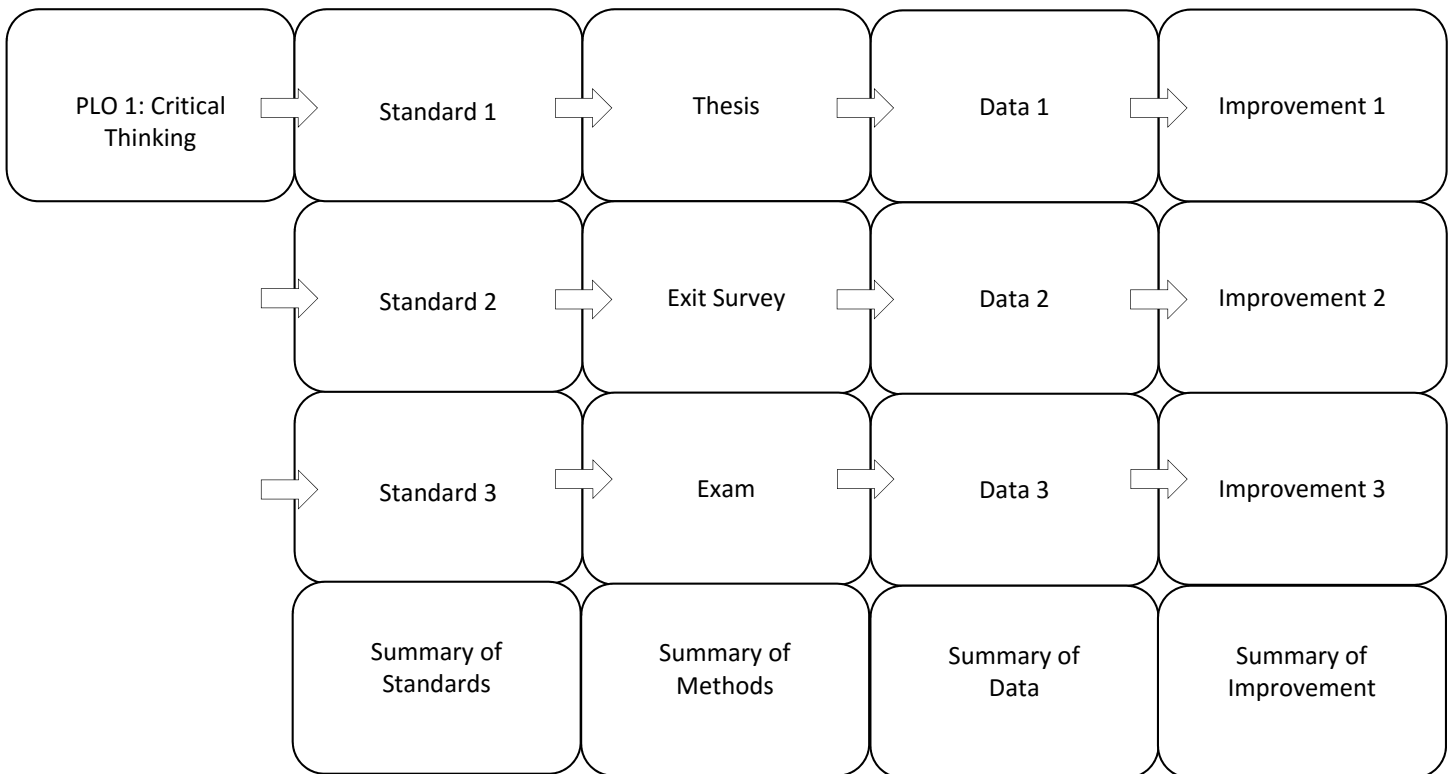 PLO 1: Critical
Thinking
Standard 1
Thesis
Data 1
Improvement 1
Standard 2
Exit Survey
Data 2
Improvement 2
Standard 3
Exam
Data 3
Improvement 3
Summary of
Standards
Summary of
Methods
Summary of
Data
Summary of
Improvement